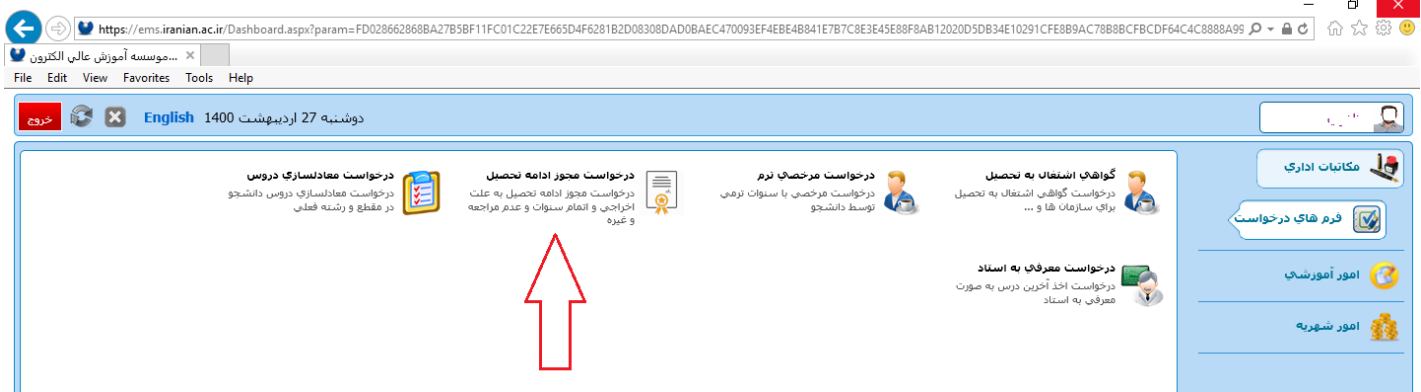 https://ems.iranian.ac.ir/Dashboard.aspx?param=FD028662868BA27B5BF11FC01C22E7E665D4F6281B2D08308DAD0BAEC470093EF4EBE4B841E7B7C8E3E45E88F8AB12020D5DB34E10291CFE8B9AC78B8BCFBCDF64C4C8888A99
موسسه آموزش عالي الكترون...
File Edit View Favorites Tools Help
دوشنبه 27 ارديبهشت 1400 English
خروج
مكاتبات اداري
فرم هاي درخواست
امور آموزشي
امور شهريه
گواهي اشتغال به تحصيل
درخواست گواهي اشتغال به تحصيل
براي سازمان ها و ...
درخواست مرخصي ترم
درخواست مرخصي با سنوات ترمي
توسط دانشجو
درخواست مجوز ادامه تحصيل
درخواست مجوز ادامه تحصيل به علت
اخراجي و اتمام سنوات و عدم مراجعه
و غيره
درخواست معادلسازي دروس
درخواست معادلسازي دروس دانشجو
در مقطع و رشته فعلي
درخواست معرفي به استاد
درخواست اخذ آخرين درس به صورت
معرفي به استاد